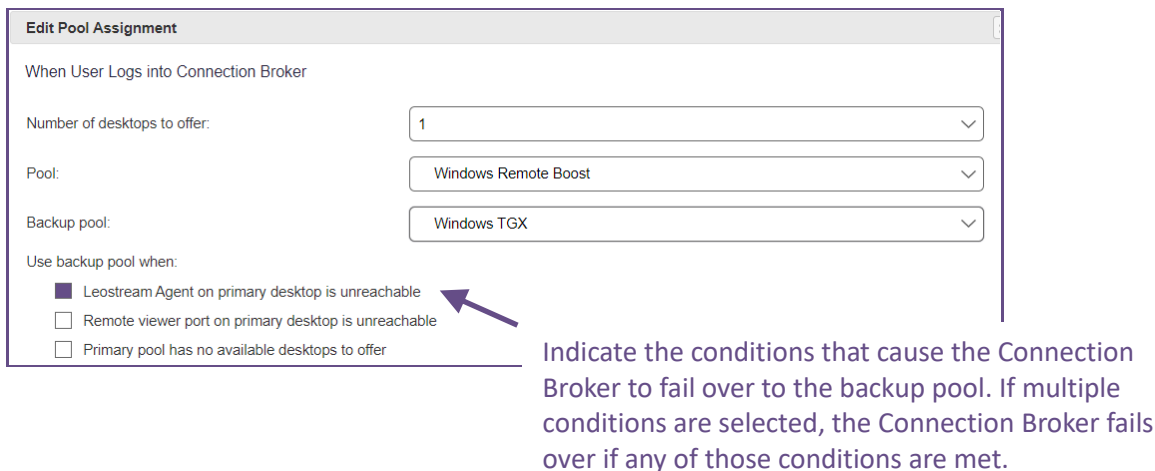 Edit Pool Assignment
When User Logs into Connection Broker
Number of desktops to offer: 1
Pool: Windows Remote Boost
Backup pool: Windows TGX
Use backup pool when:
Leostream Agent on primary desktop is unreachable
Remote viewer port on primary desktop is unreachable
Primary pool has no available desktops to offer
Indicate the conditions that cause the Connection
Broker to fail over to the backup pool. If multiple
conditions are selected, the Connection Broker fails
over if any of those conditions are met.